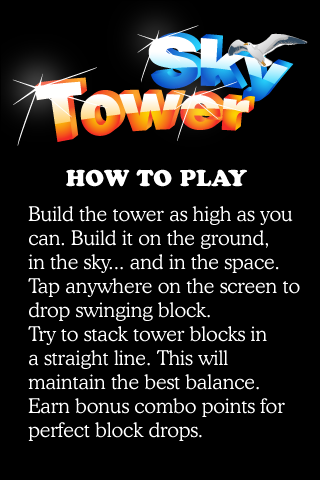 Sky
Tower
HOW TO PLAY
Build the tower as high as you
can. Build it on the ground,
in the sky... and in the space.
Tap anywhere on the screen to
drop swinging block.
Try to stack tower blocks in
a straight line. This will
maintain the best balance.
Earn bonus combo points for
perfect block drops.